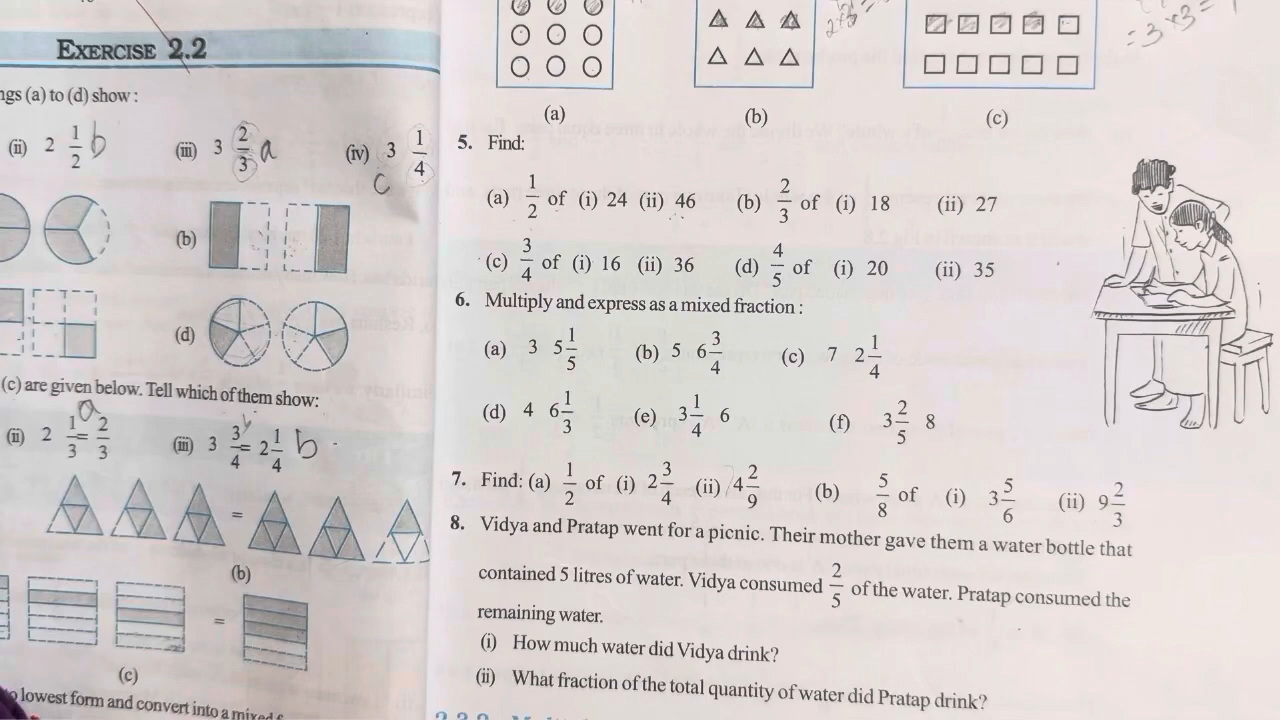 EXERCISE 2.2
ngs (a) to (d) show :
(ii) 2 1/2 b (iii) 3 2/3 a (iv) 3 1/4 c
(b)
(d)
(c) are given below. Tell which of them show:
a
(ii) 2 1/3 = 2/3 (iii) 3 3/4 = 2 1/4 b
=
(b)
=
(c)
lowest form and convert into a mixed f
= 3 × 3 =
(a) (b) (c)
5. Find:
(a) 1/2 of (i) 24 (ii) 46 (b) 2/3 of (i) 18 (ii) 27
(c) 3/4 of (i) 16 (ii) 36 (d) 4/5 of (i) 20 (ii) 35
6. Multiply and express as a mixed fraction :
(a) 3 5 1/5 (b) 5 6 3/4 (c) 7 2 1/4
(d) 4 6 1/3 (e) 3 1/4 6 (f) 3 2/5 8
7. Find: (a) 1/2 of (i) 2 3/4 (ii) 4 2/9 (b) 5/8 of (i) 3 5/6 (ii) 9 2/3
8. Vidya and Pratap went for a picnic. Their mother gave them a water bottle that
contained 5 litres of water. Vidya consumed 2/5 of the water. Pratap consumed the
remaining water.
(i) How much water did Vidya drink?
(ii) What fraction of the total quantity of water did Pratap drink?